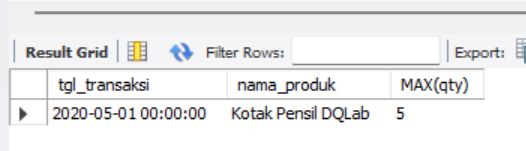 Result Grid Filter Rows: Export:
tgl_transaksi nama_produk MAX(qty)
2020-05-01 00:00:00 Kotak Pensil DQLab 5